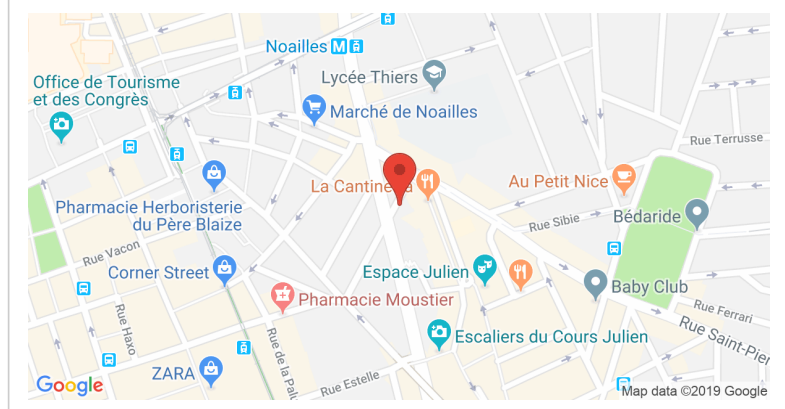 Noailles M
Lycée Thiers
Office de Tourisme
et des Congrès
Marché de Noailles
Rue Terrusse
La Cantine
Au Petit Nice
Pharmacie Herboristerie
du Père Blaize
Bédaride
Rue Sibie
Rue Vacon
Corner Street
Espace Julien
Baby Club
Pharmacie Moustier
Rue Ferrari
Rue Haxo
Rue de la Palu
Escaliers du Cours Julien
Rue Saint-Pier
ZARA
Rue Estelle
Google
Map data ©2019 Google